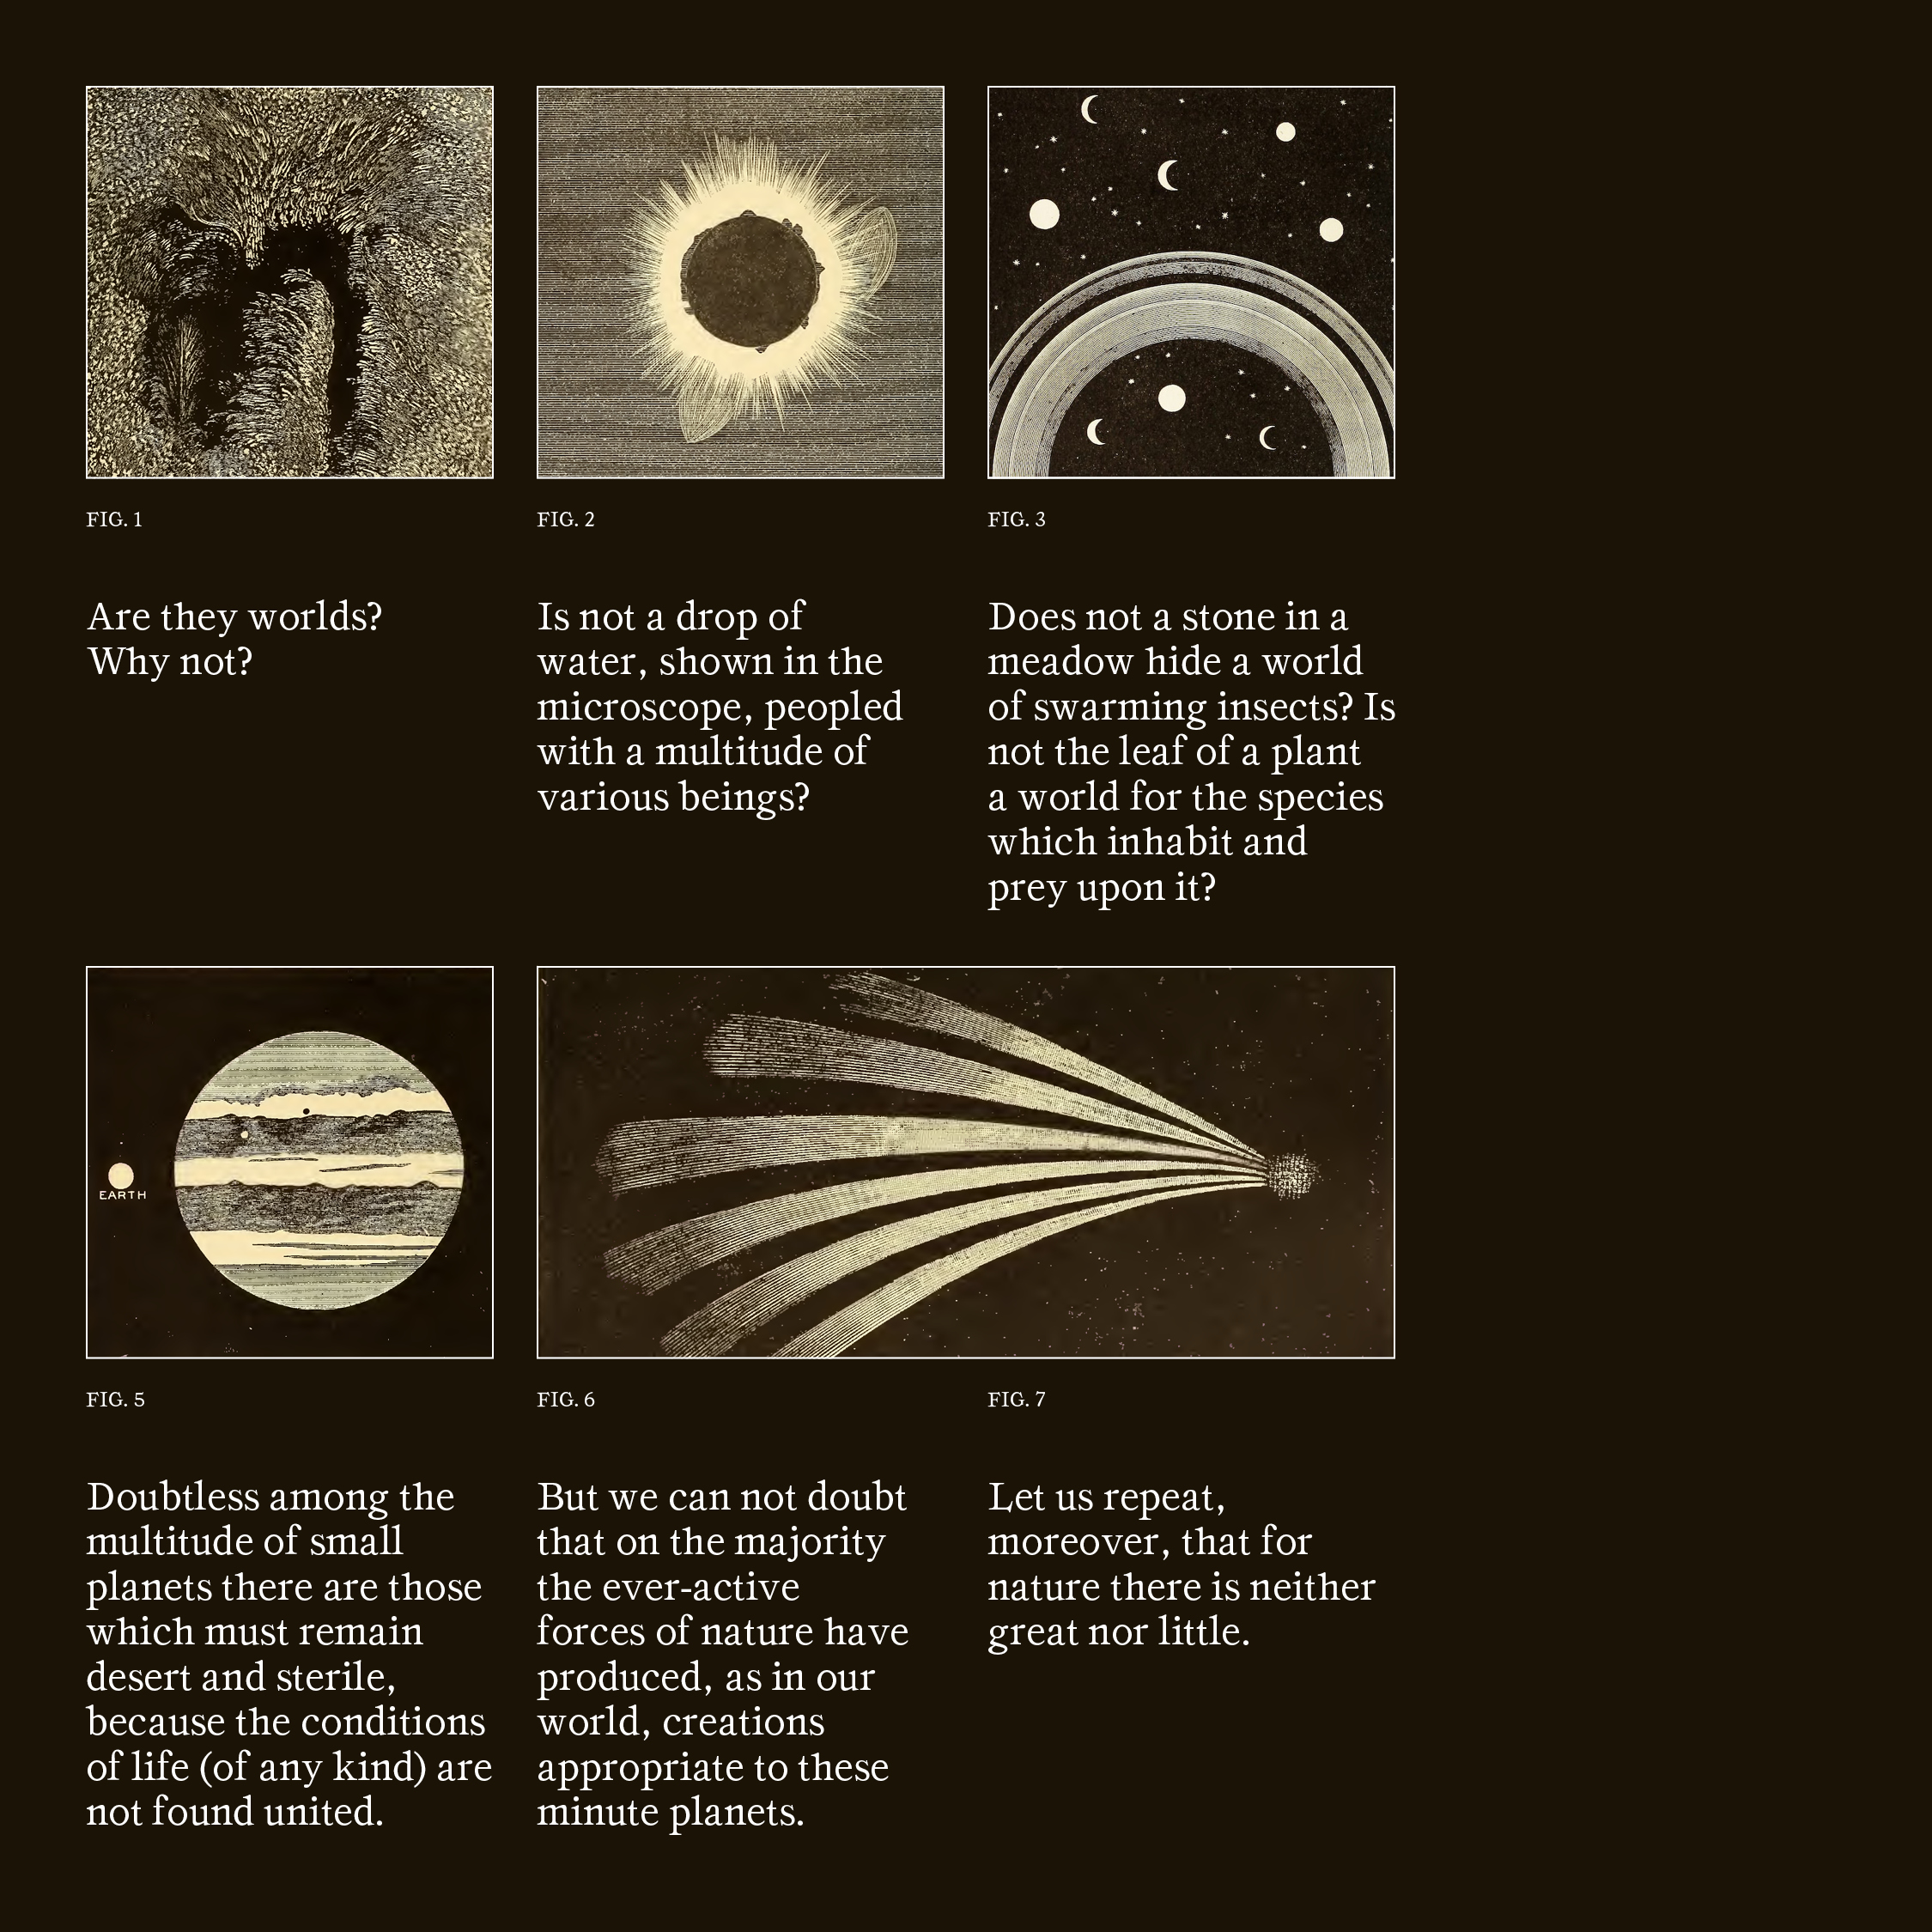 FIG. 1
Are they worlds?
Why not?
FIG. 2
Is not a drop of
water, shown in the
microscope, peopled
with a multitude of
various beings?
FIG. 3
Does not a stone in a
meadow hide a world
of swarming insects? Is
not the leaf of a plant
a world for the species
which inhabit and
prey upon it?
EARTH
FIG. 5
Doubtless among the
multitude of small
planets there are those
which must remain
desert and sterile,
because the conditions
of life (of any kind) are
not found united.
FIG. 6
But we can not doubt
that on the majority
the ever-active
forces of nature have
produced, as in our
world, creations
appropriate to these
minute planets.
FIG. 7
Let us repeat,
moreover, that for
nature there is neither
great nor little.